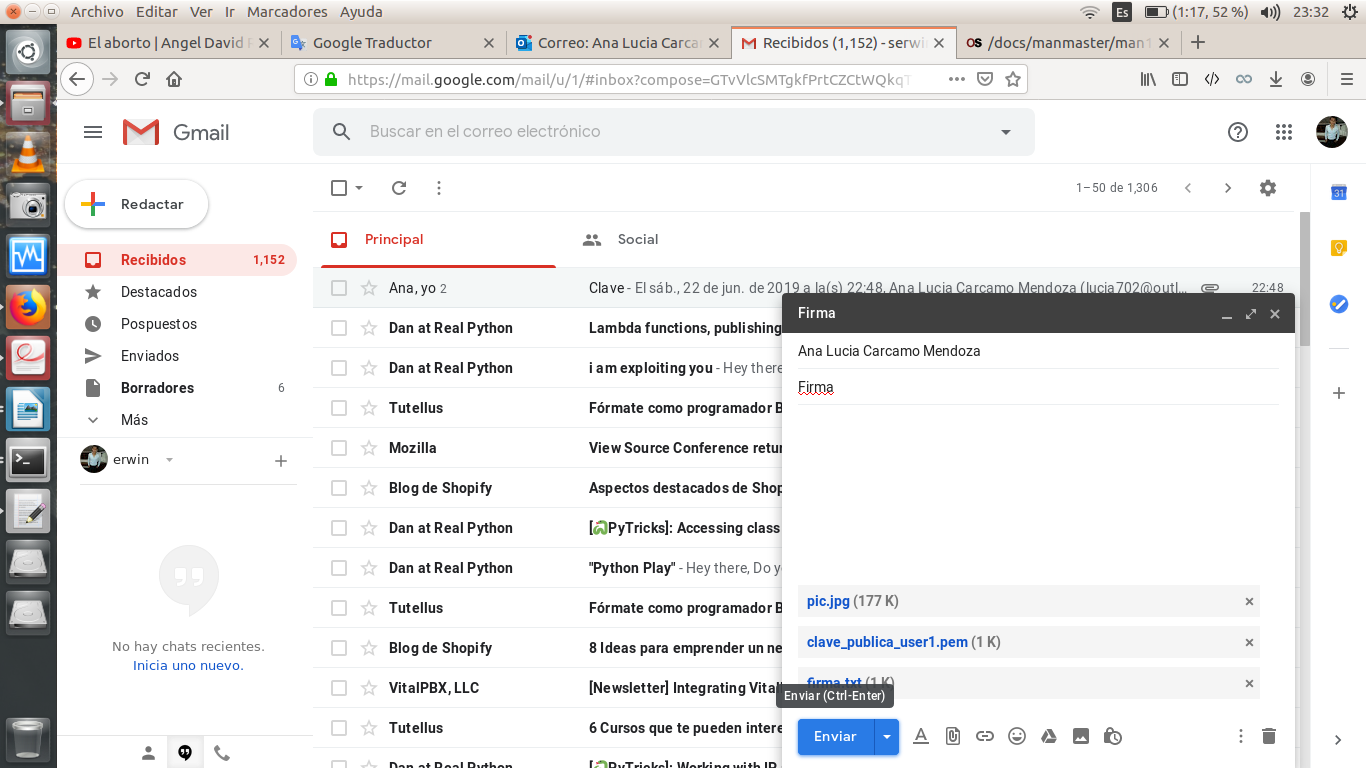 Archivo Editar Ver Ir Marcadores Ayuda
Es (1:17, 52 %) 23:32
El aborto | Angel David
Google Traductor
Correo: Ana Lucia Carca
Recibidos (1,152) - serwi
OS /docs/manmaster/man1
https://mail.google.com/mail/u/1/#inbox?compose=GTvVlcSMTgkfPrtCZCtWQkqT
Gmail
Buscar en el correo electrónico
Redactar
1–50 de 1,306
Principal
Social
Recibidos 1,152
Destacados
Pospuestos
Enviados
Borradores 6
Más
erwin
No hay chats recientes.
Inicia uno nuevo.
Ana, yo 2 Clave - El sáb., 22 de jun. de 2019 a la(s) 22:48, Ana Lucia Carcamo Mendoza (lucia702@outl… 22:48
Dan at Real Python Lambda functions, publishing
Dan at Real Python i am exploiting you - Hey there
Tutellus Fórmate como programador B
Mozilla View Source Conference retur
Blog de Shopify Aspectos destacados de Shop
Dan at Real Python [🐍PyTricks]: Accessing class
Dan at Real Python "Python Play" - Hey there, Do yo
Tutellus Fórmate como programador B
Blog de Shopify 8 Ideas para emprender un ne
VitalPBX, LLC [Newsletter] Integrating Vital
Tutellus 6 Cursos que te pueden intere
Dan at Real Python [🐍PyTricks]: Working with IP
Firma
Ana Lucia Carcamo Mendoza
Firma
pic.jpg (177 K)
clave_publica_user1.pem (1 K)
firma.txt (1 K)
Enviar (Ctrl-Enter)
Enviar
31